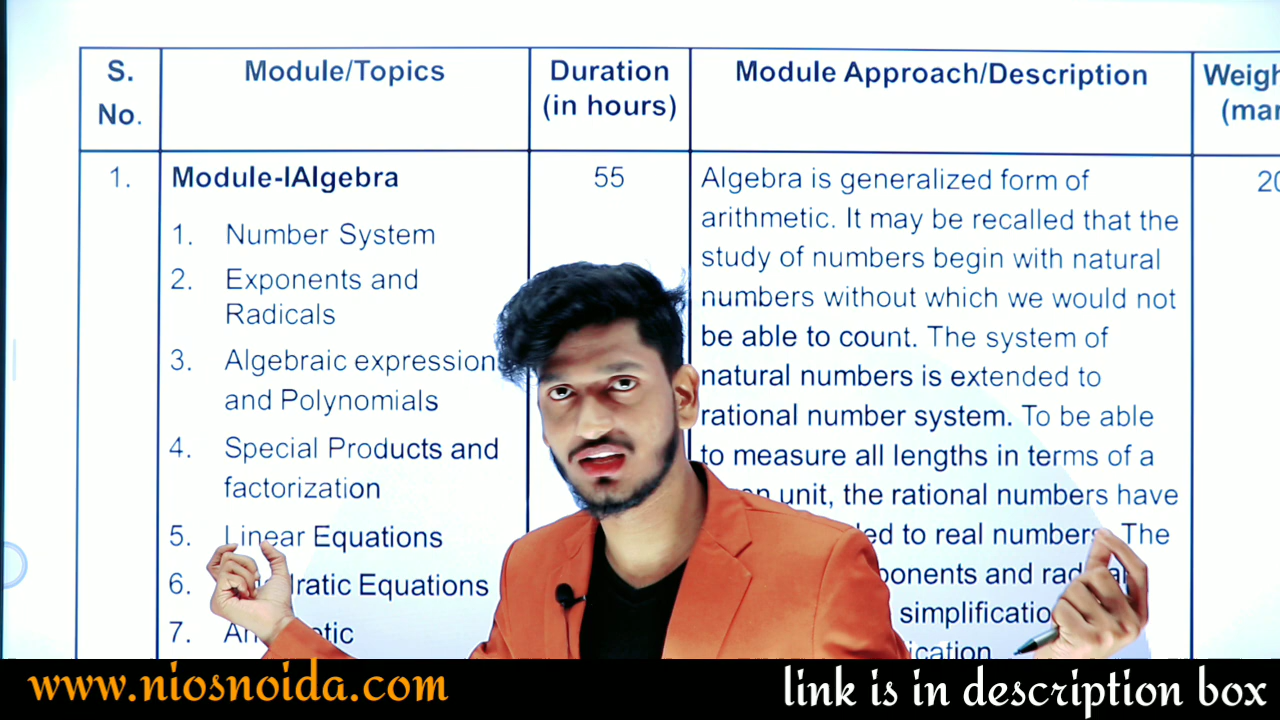 S.
No.
Module/Topics
Duration
(in hours)
Module Approach/Description
1.
Module-IAlgebra
55
1. Number System
2. Exponents and
Radicals
3. Algebraic expression
and Polynomials
4. Special Products and
factorization
5. Linear Equations
6.
Equations
7.
Algebra is generalized form of
arithmetic. It may be recalled that the
study of numbers begin with natural
numbers without which we would not
be able to count. The system of
natural numbers is extended to
rational number system. To be able
to measure all lengths in terms of a
unit, the rational numbers have
to real numbers. The
and
www.niosnoida.com
link is in description box